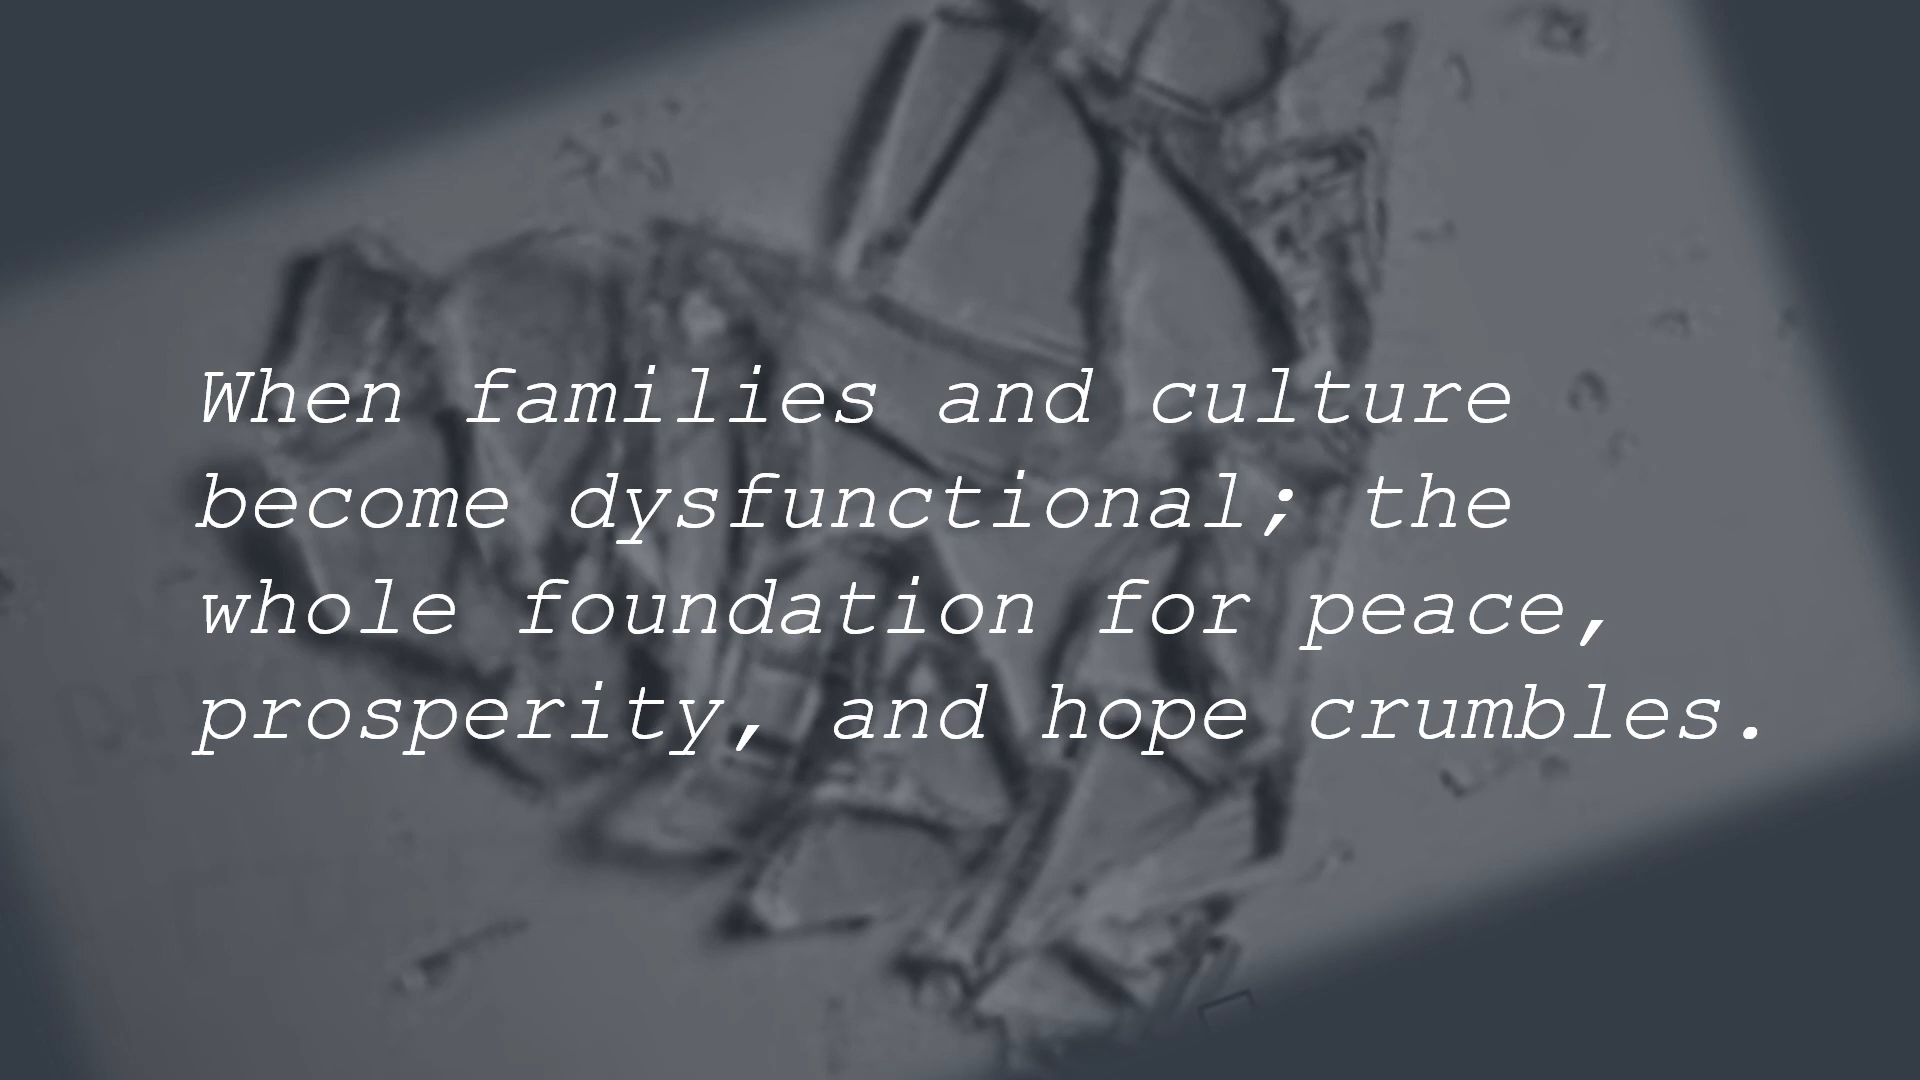 When families and culture
become dysfunctional; the
whole foundation for peace,
prosperity, and hope crumbles.